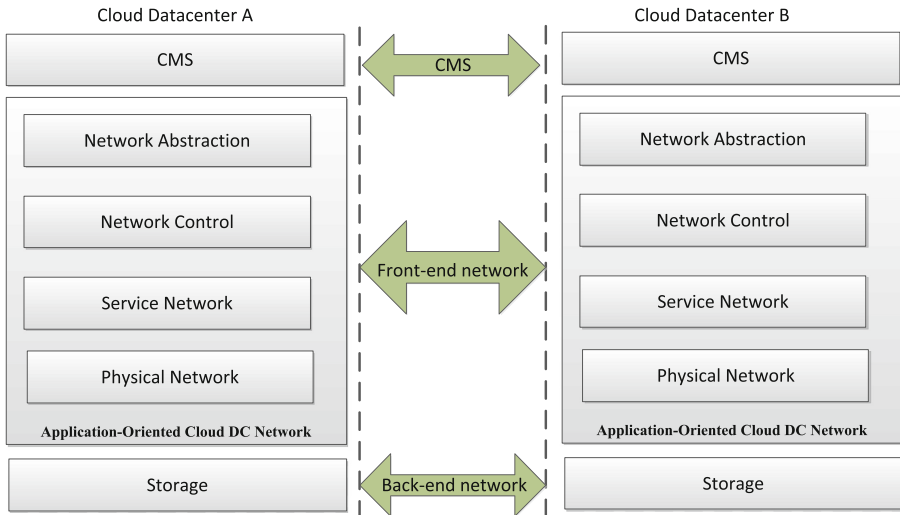 Cloud Datacenter A
CMS
Network Abstraction
Network Control
Service Network
Physical Network
Application-Oriented Cloud DC Network
Storage
CMS
Front-end network
Back-end network
Cloud Datacenter B
CMS
Network Abstraction
Network Control
Service Network
Physical Network
Application-Oriented Cloud DC Network
Storage